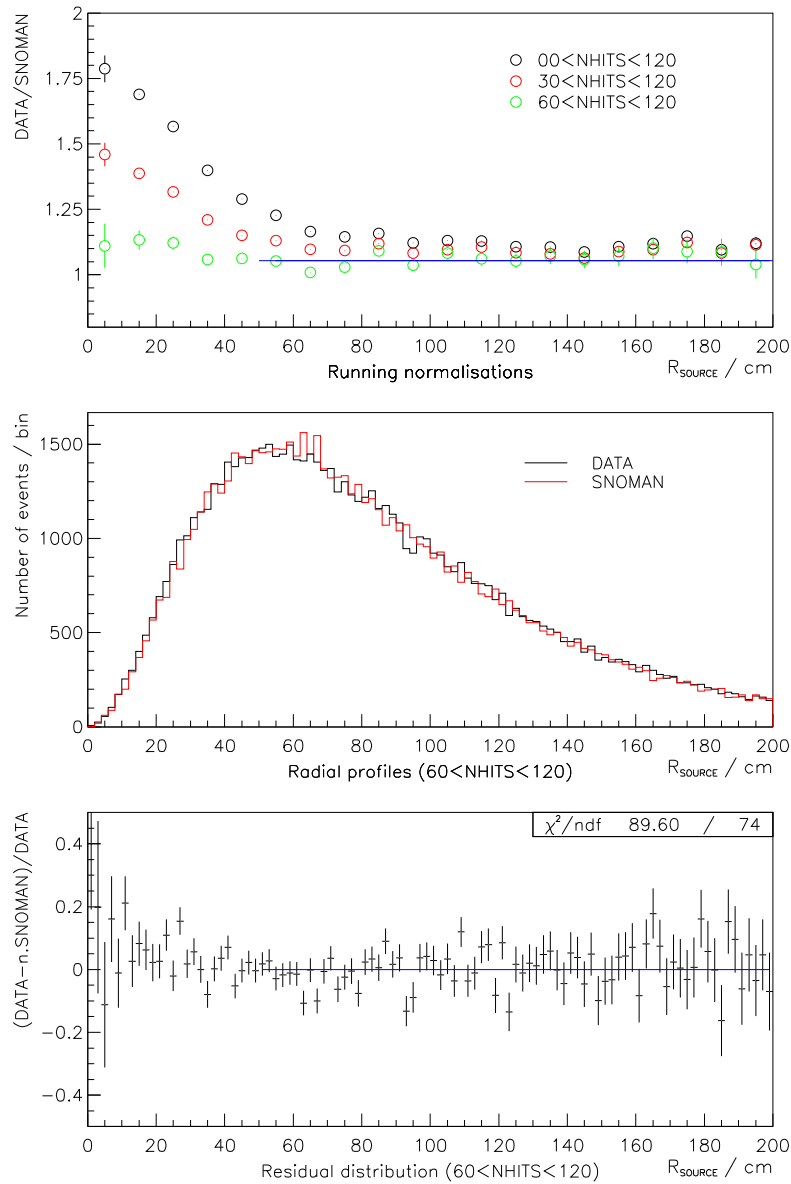 DATA/SNOMAN
2
1.75
1.5
1.25
1
00<NHITS<120
30<NHITS<120
60<NHITS<120
0 20 40 60 80 100 120 140 160 180 200
Running normalisations
R_SOURCE / cm
Number of events / bin
1500
1000
500
0
DATA
SNOMAN
0 20 40 60 80 100 120 140 160 180 200
Radial profiles (60<NHITS<120)
R_SOURCE / cm
(DATA-n.SNOMAN)/DATA
0.4
0.2
0
-0.2
-0.4
χ²/ndf 89.60 / 74
0 20 40 60 80 100 120 140 160 180 200
Residual distribution (60<NHITS<120)
R_SOURCE / cm